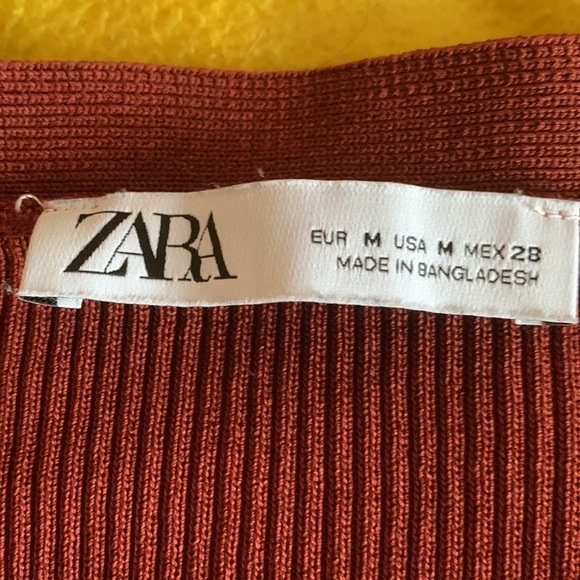 ZARA
EUR M USA M MEX 28
MADE IN BANGLADESH